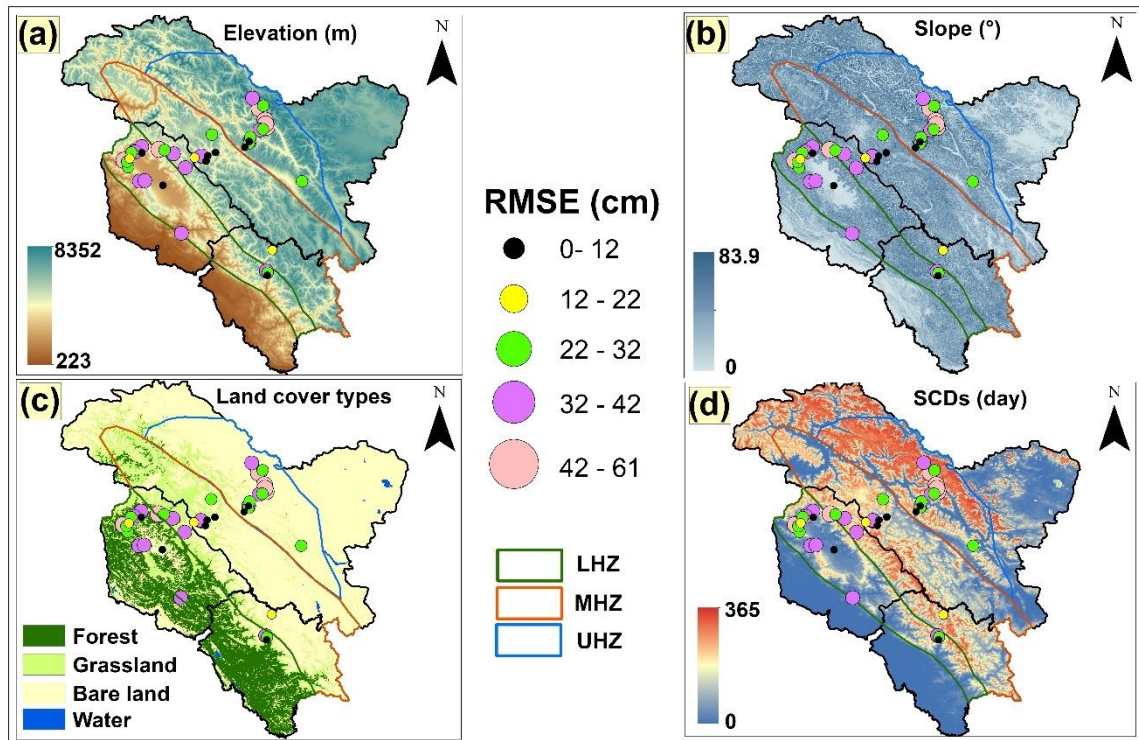 (a)
Elevation (m)
N
8352
223
(b)
Slope (°)
N
83.9
0
RMSE (cm)
0- 12
12 - 22
22 - 32
32 - 42
42 - 61
LHZ
MHZ
UHZ
(c)
Land cover types
N
Forest
Grassland
Bare land
Water
(d)
SCDs (day)
N
365
0